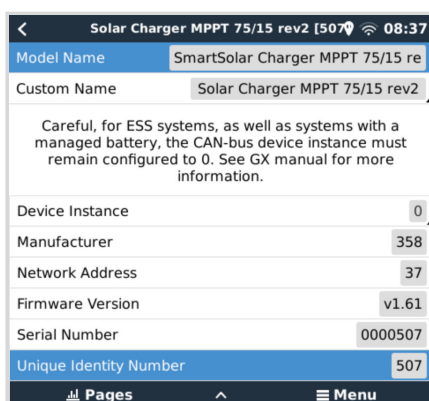 Solar Charger MPPT 75/15 rev2 [507 08:37
Model Name SmartSolar Charger MPPT 75/15 re
Custom Name Solar Charger MPPT 75/15 rev2
Careful, for ESS systems, as well as systems with a
managed battery, the CAN-bus device instance must
remain configured to 0. See GX manual for more
information.
Device Instance 0
Manufacturer 358
Network Address 37
Firmware Version v1.61
Serial Number 0000507
Unique Identity Number 507
Pages Menu